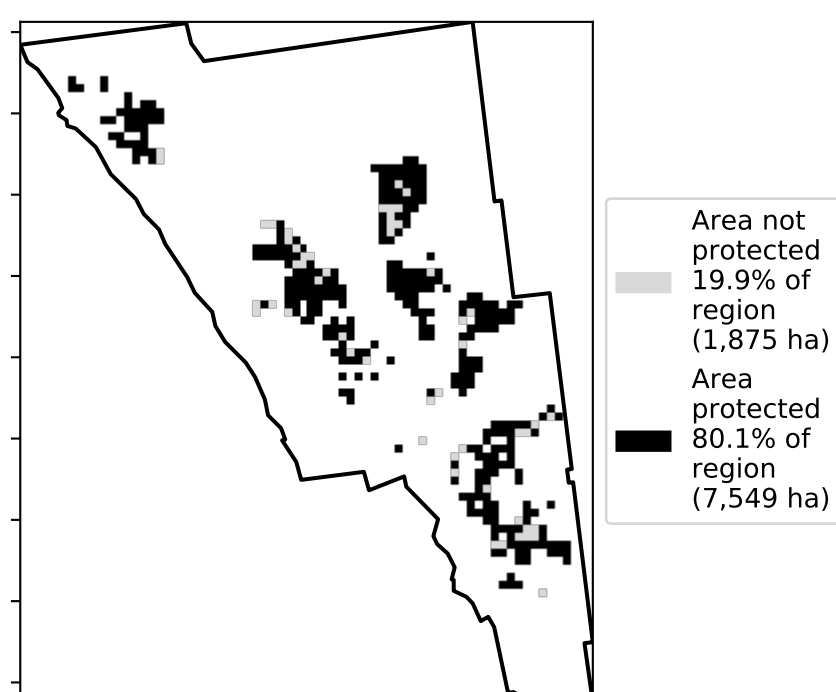 Area not
protected
19.9% of
region
(1,875 ha)
Area
protected
80.1% of
region
(7,549 ha)